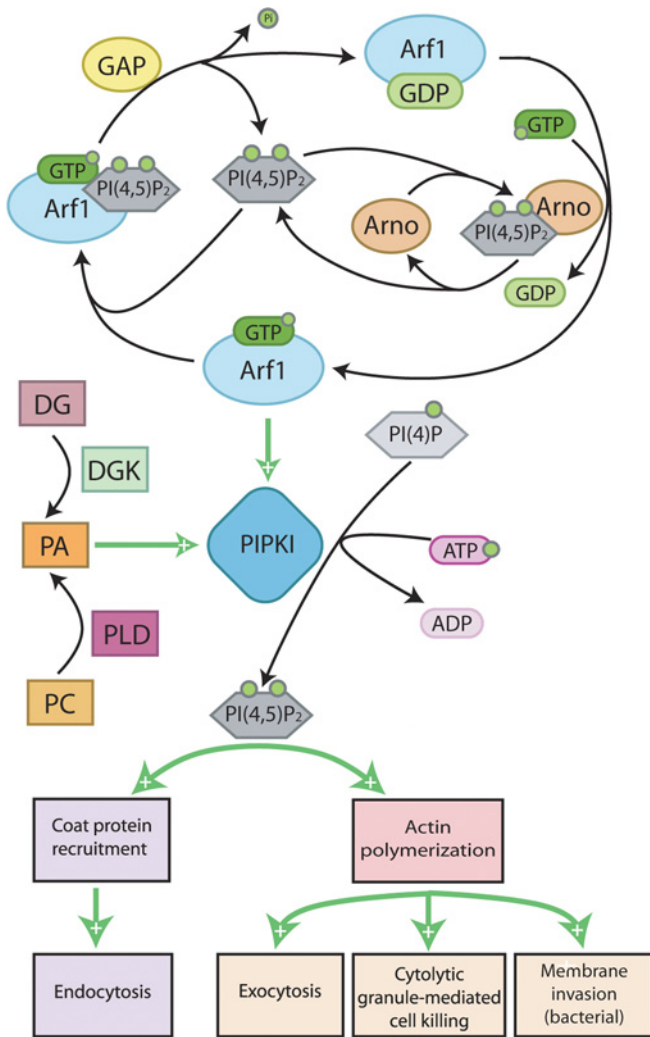 Pi
GAP
Arf1
GDP
GTP
GTP
PI(4,5)P2
Arf1
PI(4,5)P2
Arno
PI(4,5)P2
Arno
GDP
GTP
Arf1
DG
DGK
PI(4)P
PA
PIPKI
ATP
ADP
PLD
PC
PI(4,5)P2
+
+
+
+
Coat protein
recruitment
Actin
polymerization
+
+
+
+
Endocytosis
Exocytosis
Cytolytic
granule-mediated
cell killing
Membrane
invasion
(bacterial)